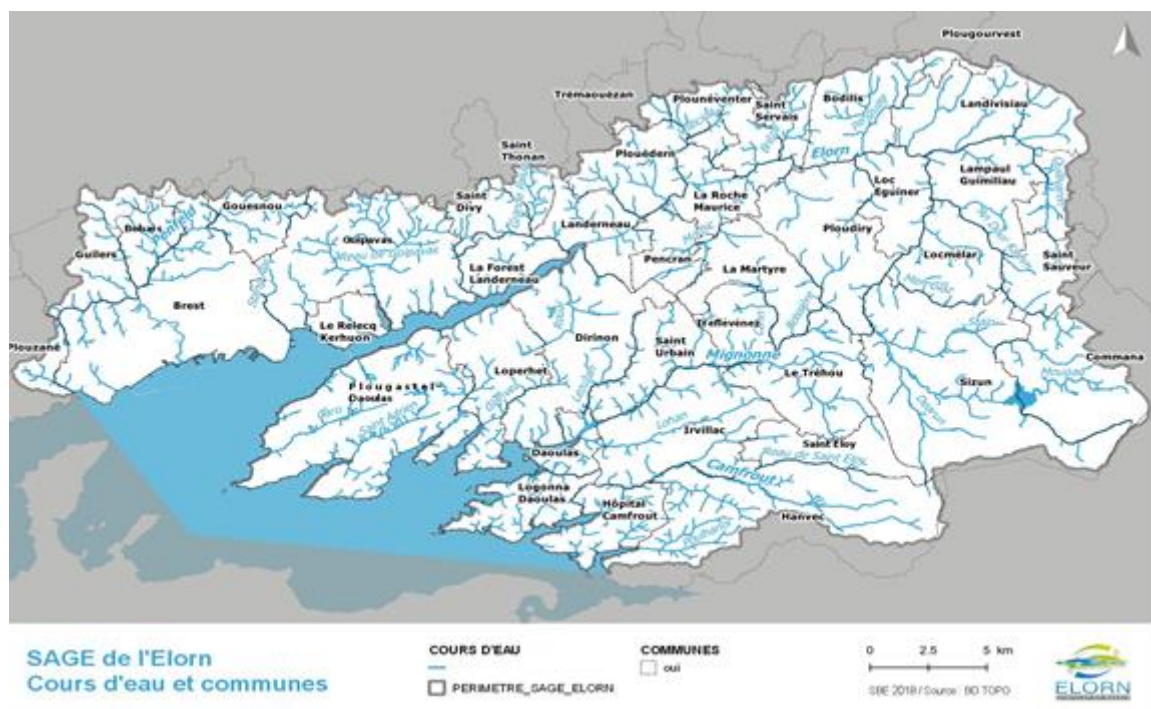 Plougourvest
Trémaouézan
Plounéventer
Saint
Servais
Bodilis
Landivisiau
Saint
Thonan
Plouédern
Elorn
Lampaul
Guimiliau
Loc
Eguiner
La Roche
Maurice
Saint
Divy
Gouesnou
Bohars
Penfeld
Guipavas
Landerneau
Ploudiry
Guilers
La Forest
Landerneau
Pencran
La Martyre
Locmélar
Saint
Sauveur
Brest
Le Relecq
Kerhuon
Dirinon
Saint
Urbain
Tréflévénez
Mignonne
Plouzané
Commana
Loperhet
Le Tréhou
Sizun
Plougastel
Daoulas
Saint Adrien
Lohan
Irvillac
Saint Eloy
Daoulas
Camfrout
Logonna
Daoulas
Hôpital
Camfrout
Hanvec
SAGE de l'Elorn
Cours d'eau et communes
COURS D'EAU
PERIMETRE_SAGE_ELORN
COMMUNES
oui
0 2.5 5 km
SBE 2018 / Source : BD TOPO
ELORN